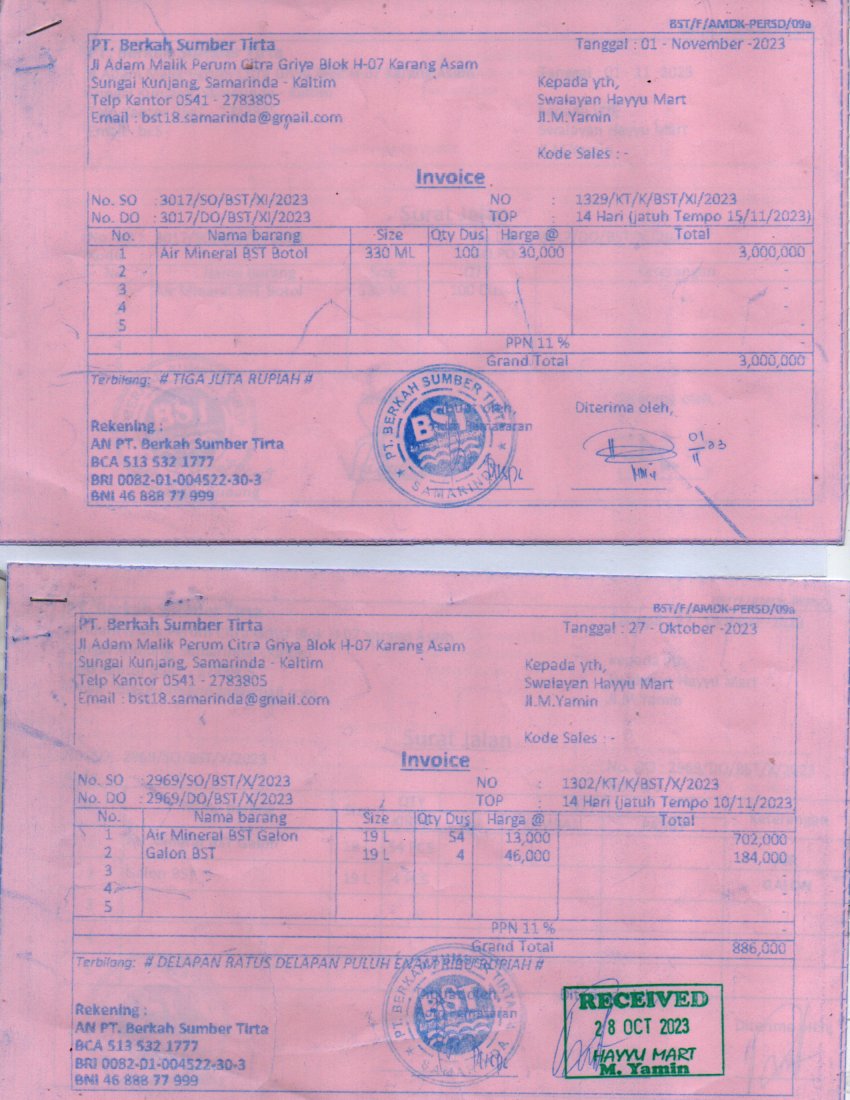 BST/F/AMDK-PERSD/09a
PT. Berkah Sumber Tirta
Tanggal : 01 - November -2023
Jl Adam Malik Perum Citra Griya Blok H-07 Karang Asam
Sungai Kunjang, Samarinda - Kaltim
Kepada yth,
Telp Kantor 0541 - 2783805
Swalayan Hayyu Mart
Email : bst18.samarinda@gmail.com
Jl.M.Yamin
Kode Sales : -
Invoice
No. SO : 3017/SO/BST/XI/2023 NO : 1329/KT/K/BST/XI/2023
No. DO : 3017/DO/BST/XI/2023 TOP : 14 Hari (jatuh Tempo 15/11/2023)
No. Nama barang Size Qty Dus Harga @ Total
1 Air Mineral BST Botol 330 ML 100 30,000 3,000,000
2 -
3 -
4 -
5 -
PPN 11 % -
Grand Total 3,000,000
Terbilang: # TIGA JUTA RUPIAH #
Diterima oleh,
Rekening :
AN PT. Berkah Sumber Tirta
BCA 513 532 1777
BRI 0082-01-004522-30-3
BNI 46 888 77 999
PT. BERKAH SUMBER TIRTA
BST
SAMARINDA
01/11 23
BST/F/AMDK-PERSD/09a
PT. Berkah Sumber Tirta
Tanggal : 27 - Oktober -2023
Jl Adam Malik Perum Citra Griya Blok H-07 Karang Asam
Sungai Kunjang, Samarinda - Kaltim
Kepada yth,
Telp Kantor 0541 - 2783805
Swalayan Hayyu Mart
Email : bst18.samarinda@gmail.com
Jl.M.Yamin
Kode Sales : -
Surat Jalan
Invoice
No. SO : 2969/SO/BST/X/2023 NO : 1302/KT/K/BST/X/2023
No. DO : 2969/DO/BST/X/2023 TOP : 14 Hari (jatuh Tempo 10/11/2023)
No. Nama barang Size Qty Dus Harga @ Total
1 Air Mineral BST Galon 19 L 54 13,000 702,000
2 Galon BST 19 L 4 46,000 184,000
3 -
4 -
5 -
PPN 11 % -
Grand Total 886,000
Terbilang: # DELAPAN RATUS DELAPAN PULUH ENAM RIBU RUPIAH #
Rekening :
AN PT. Berkah Sumber Tirta
BCA 513 532 1777
BRI 0082-01-004522-30-3
BNI 46 888 77 999
PT. BERKAH SUMBER TIRTA
BST
SAMARINDA
RECEIVED
28 OCT 2023
HAYYU MART
M. Yamin